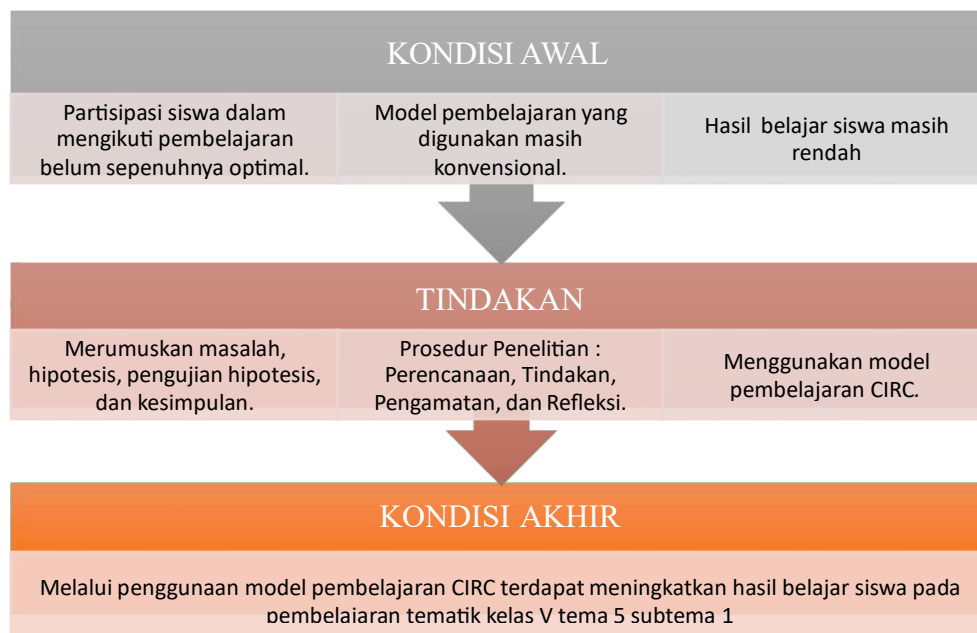 KONDISI AWAL
Partisipasi siswa dalam
mengikuti pembelajaran
belum sepenuhnya optimal.
Model pembelajaran yang
digunakan masih
konvensional.
Hasil belajar siswa masih
rendah
TINDAKAN
Merumuskan masalah,
hipotesis, pengujian hipotesis,
dan kesimpulan.
Prosedur Penelitian :
Perencanaan, Tindakan,
Pengamatan, dan Refleksi.
Menggunakan model
pembelajaran CIRC.
KONDISI AKHIR
Melalui penggunaan model pembelajaran CIRC terdapat meningkatkan hasil belajar siswa pada
pembelajaran tematik kelas V tema 5 subtema 1